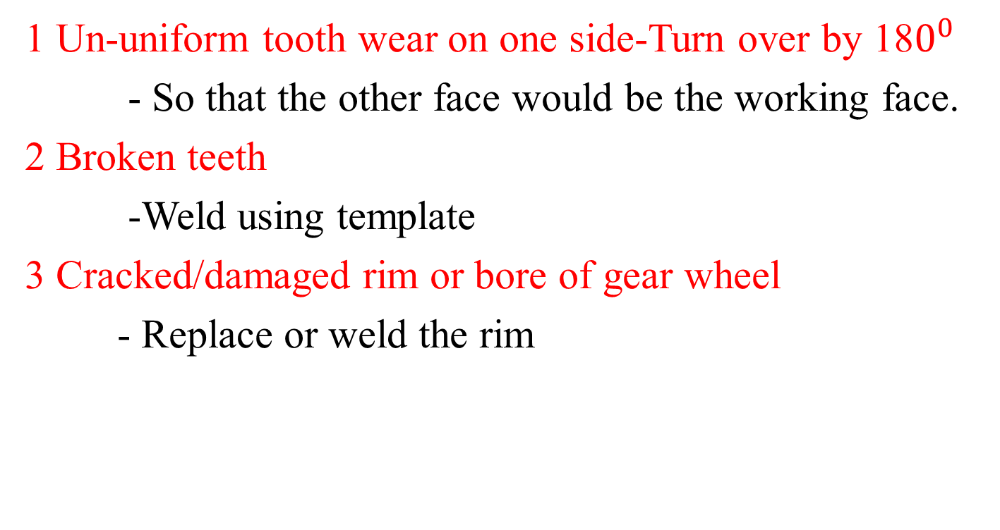 1 Un-uniform tooth wear on one side-Turn over by 180⁰
- So that the other face would be the working face.
2 Broken teeth
-Weld using template
3 Cracked/damaged rim or bore of gear wheel
- Replace or weld the rim